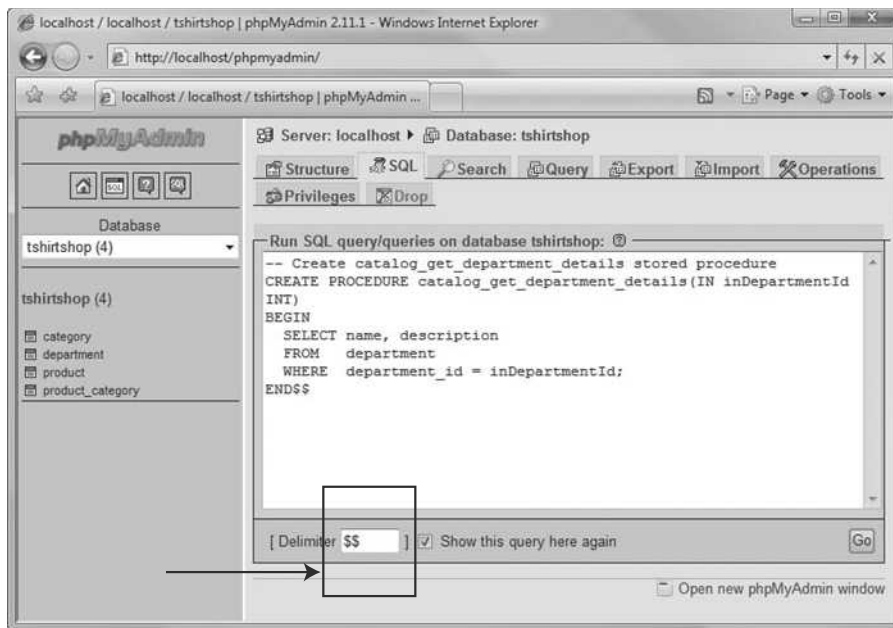 localhost / localhost / tshirtshop | phpMyAdmin 2.11.1 - Windows Internet Explorer
http://localhost/phpmyadmin/
localhost / localhost / tshirtshop | phpMyAdmin ...
Page
Tools
phpMyAdmin
Server: localhost
Database: tshirtshop
Structure
SQL
Search
Query
Export
Import
Operations
Privileges
Drop
SQL
Database
tshirtshop (4)
tshirtshop (4)
category
department
product
product_category
Run SQL query/queries on database tshirtshop:
-- Create catalog_get_department_details stored procedure
CREATE PROCEDURE catalog_get_department_details(IN inDepartmentId
INT)
BEGIN
SELECT name, description
FROM department
WHERE department_id = inDepartmentId;
END$$
[ Delimiter $$ ] Show this query here again
Go
Open new phpMyAdmin window